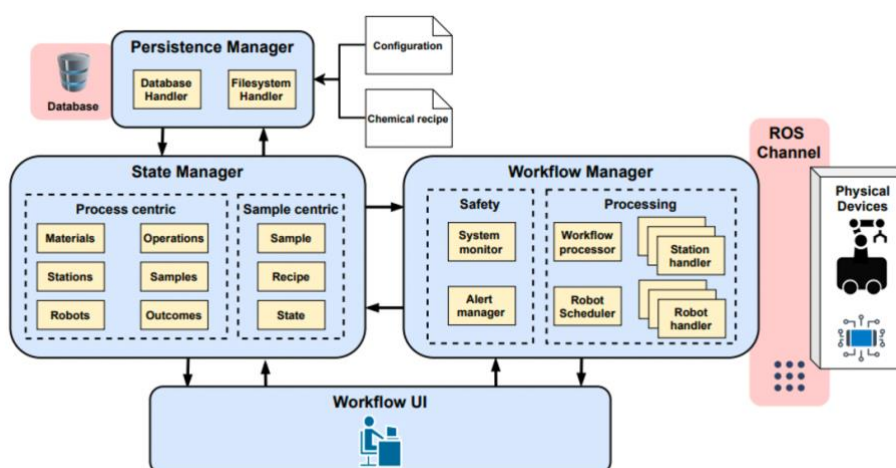 Persistence Manager
Database
Handler
Filesystem
Handler
Database
Configuration
Chemical recipe
State Manager
Process centric
Materials
Operations
Stations
Samples
Robots
Outcomes
Sample centric
Sample
Recipe
State
Workflow Manager
Safety
System
monitor
Alert
manager
Processing
Workflow
processor
Station
handler
Robot
Scheduler
Robot
handler
ROS
Channel
Physical
Devices
Workflow UI